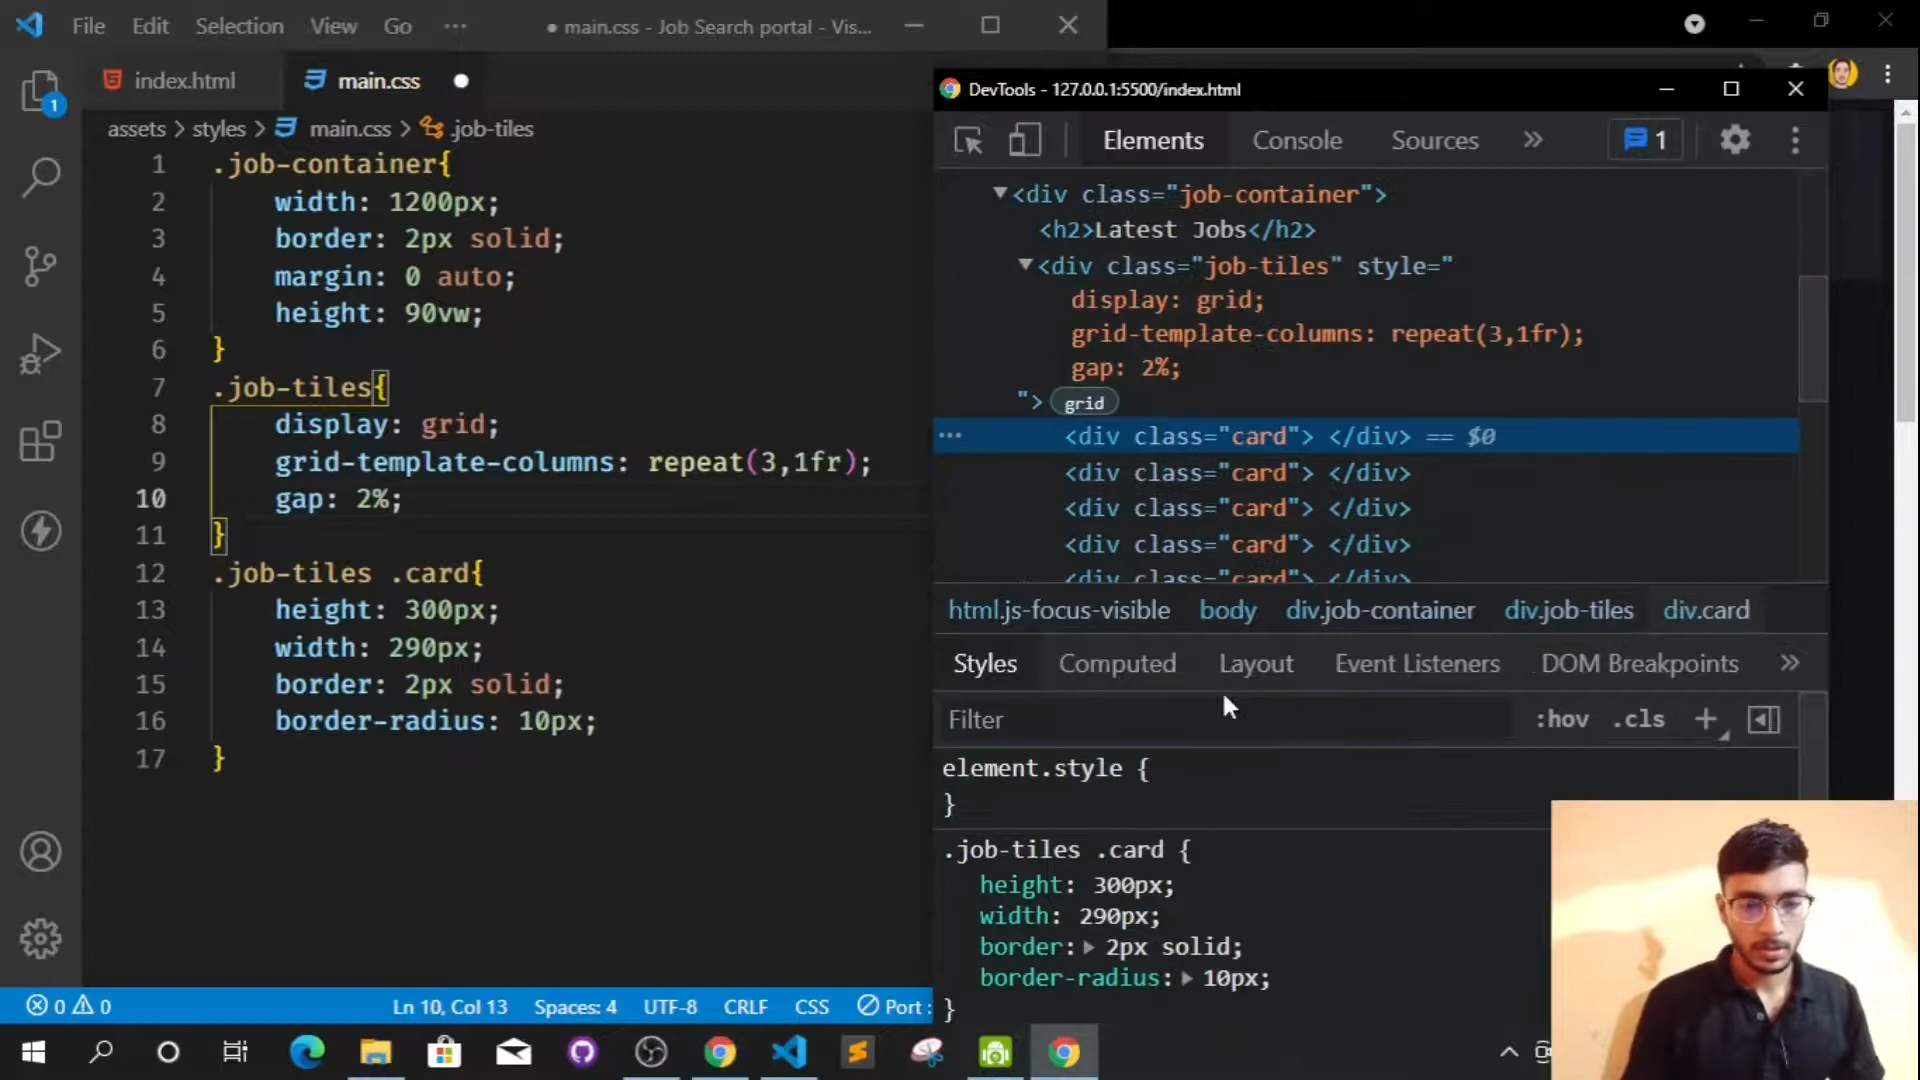 File Edit Selection View Go ··· ● main.css - Job Search portal - Vis...
index.html main.css
assets > styles > main.css > .job-tiles
1 .job-container{
2 width: 1200px;
3 border: 2px solid;
4 margin: 0 auto;
5 height: 90vw;
6 }
7 .job-tiles{
8 display: grid;
9 grid-template-columns: repeat(3,1fr);
10 gap: 2%;
11 }
12 .job-tiles .card{
13 height: 300px;
14 width: 290px;
15 border: 2px solid;
16 border-radius: 10px;
17 }
1
0 0 Ln 10, Col 13 Spaces: 4 UTF-8 CRLF CSS Port :
DevTools - 127.0.0.1:5500/index.html
Elements Console Sources » 1
<div class="job-container">
<h2>Latest Jobs</h2>
<div class="job-tiles" style="
display: grid;
grid-template-columns: repeat(3,1fr);
gap: 2%;
"> grid
··· <div class="card"> </div> == $0
<div class="card"> </div>
<div class="card"> </div>
<div class="card"> </div>
<div class="card"> </div>
html.js-focus-visible body div.job-container div.job-tiles div.card
Styles Computed Layout Event Listeners DOM Breakpoints »
Filter :hov .cls +
element.style {
}
.job-tiles .card {
height: 300px;
width: 290px;
border: 2px solid;
border-radius: 10px;
}